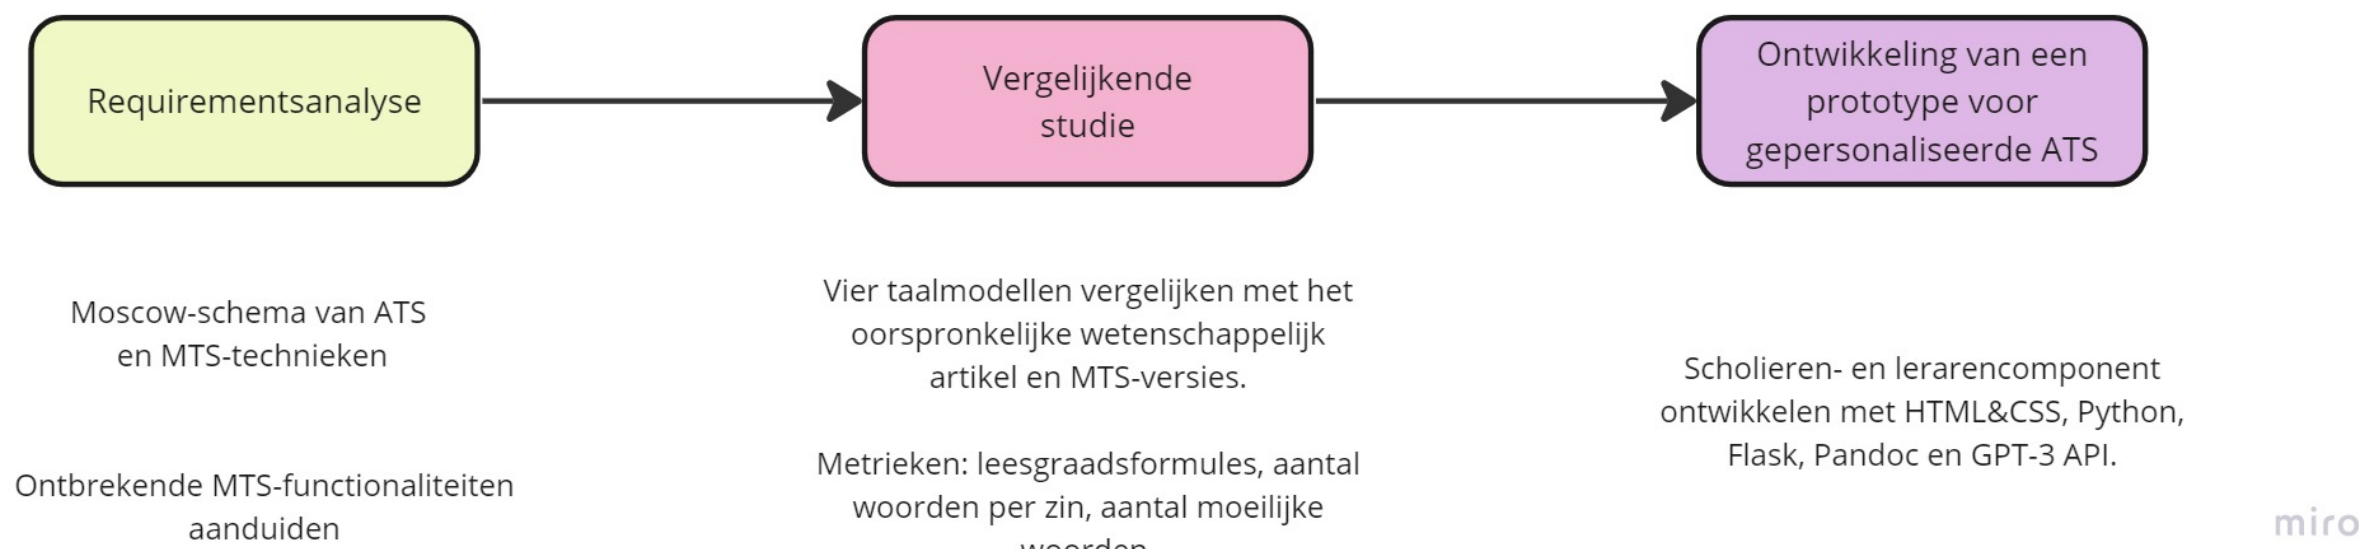 Requirementsanalyse
Vergelijkende
studie
Ontwikkeling van een
prototype voor
gepersonaliseerde ATS
Moscow-schema van ATS
en MTS-technieken
Ontbrekende MTS-functionaliteiten
aanduiden
Vier taalmodellen vergelijken met het
oorspronkelijke wetenschappelijk
artikel en MTS-versies.
Metrieken: leesgraadsformules, aantal
woorden per zin, aantal moeilijke
woorden
Scholieren- en lerarencomponent
ontwikkelen met HTML&CSS, Python,
Flask, Pandoc en GPT-3 API.
miro